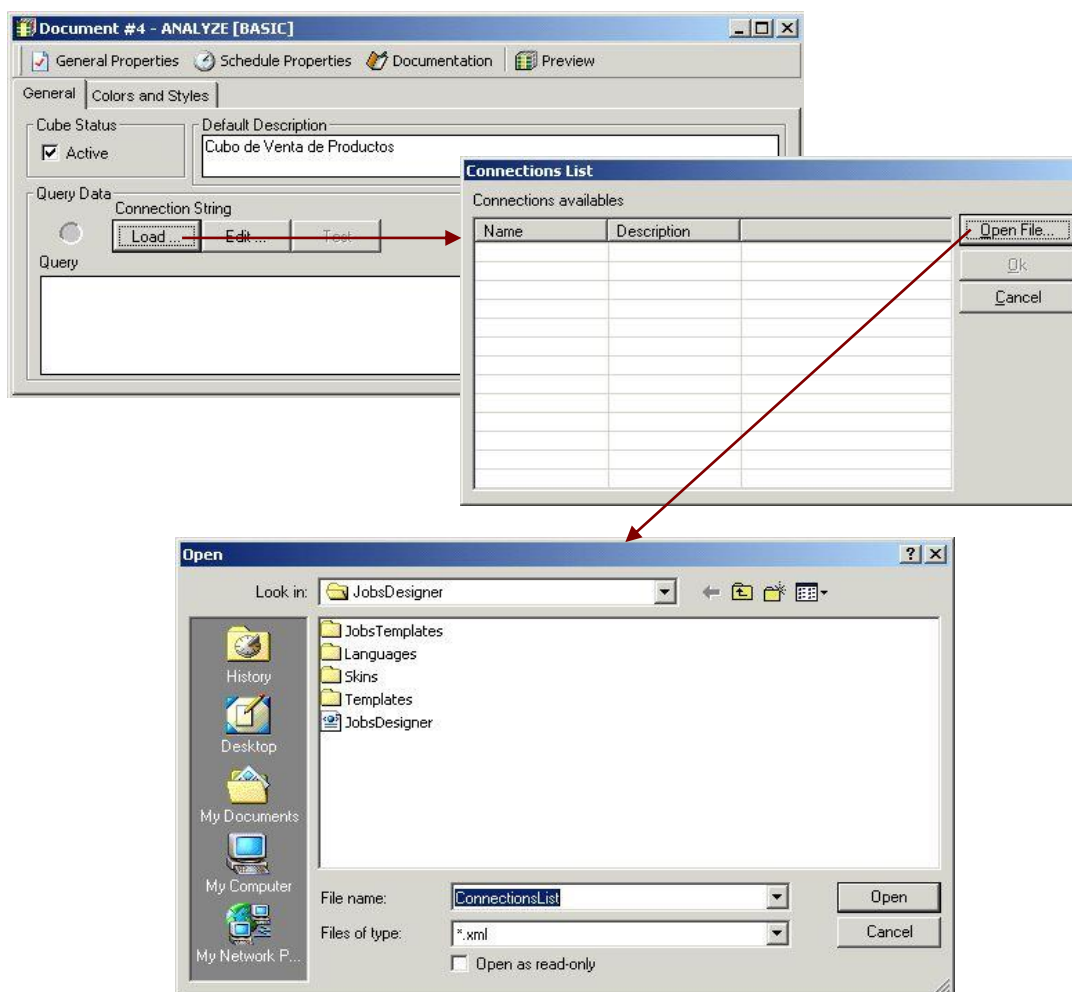 Document #4 - ANALYZE [BASIC]
General Properties Schedule Properties Documentation Preview
General Colors and Styles
Cube Status Default Description
Active Cubo de Venta de Productos
Query Data
Connection String
Load ... Edit ... Test
Query
Connections List
Connections available
Name Description Open File...
Ok
Cancel
Open
Look in: JobsDesigner
JobsTemplates
Languages
Skins
Templates
JobsDesigner
History
Desktop
My Documents
My Computer
My Network P...
File name: ConnectionsList Open
Files of type: *.xml Cancel
Open as read-only